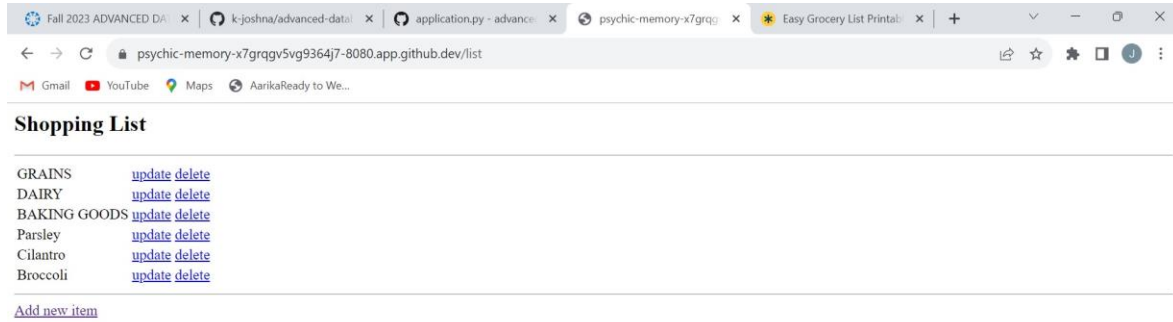 Fall 2023 ADVANCED DA
k-joshna/advanced-datal
application.py - advance
psychic-memory-x7grqg
Easy Grocery List Printab
psychic-memory-x7grqgv5vg9364j7-8080.app.github.dev/list
J
Gmail YouTube Maps AarikaReady to We...
Shopping List
GRAINS update delete
DAIRY update delete
BAKING GOODS update delete
Parsley update delete
Cilantro update delete
Broccoli update delete
Add new item